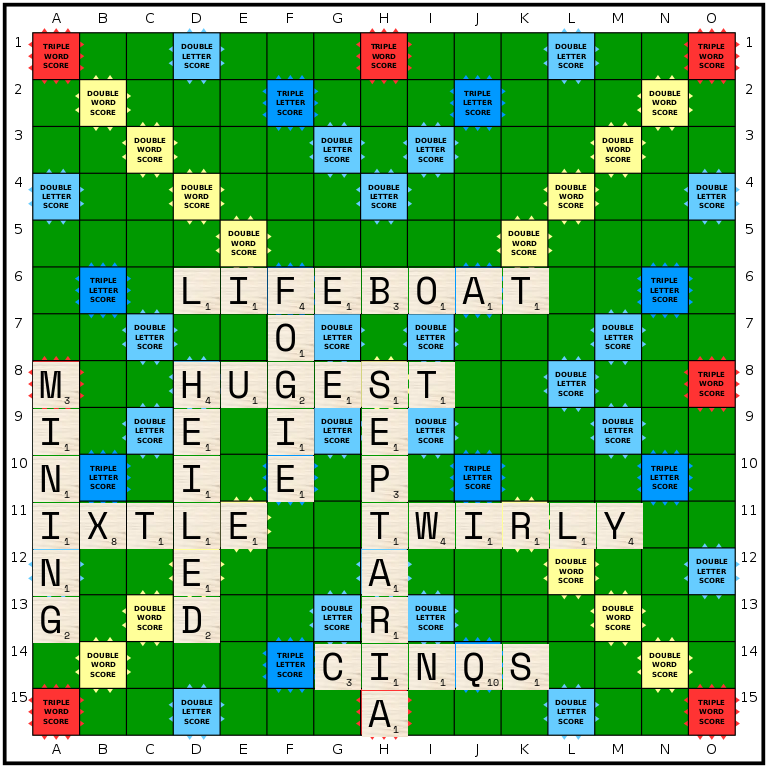 A B C D E F G H I J K L M N O
1 TRIPLE DOUBLE TRIPLE DOUBLE TRIPLE 1
WORD LETTER WORD LETTER WORD
SCORE SCORE SCORE SCORE SCORE
2 DOUBLE TRIPLE TRIPLE DOUBLE 2
WORD LETTER LETTER WORD
SCORE SCORE SCORE SCORE
3 DOUBLE DOUBLE DOUBLE DOUBLE 3
WORD LETTER LETTER WORD
SCORE SCORE SCORE SCORE
4 DOUBLE DOUBLE DOUBLE DOUBLE DOUBLE 4
LETTER WORD LETTER WORD LETTER
SCORE SCORE SCORE SCORE SCORE
5 DOUBLE DOUBLE 5
WORD WORD
SCORE SCORE
6 TRIPLE TRIPLE 6
LETTER L1 I1 F4 E1 B3 O1 A1 T1 LETTER
SCORE SCORE
7 DOUBLE DOUBLE DOUBLE DOUBLE 7
LETTER O1 LETTER LETTER LETTER
SCORE SCORE SCORE SCORE
8 DOUBLE TRIPLE 8
M3 H4 U1 G2 E1 S1 T1 LETTER WORD
SCORE SCORE
9 DOUBLE DOUBLE DOUBLE DOUBLE 9
I1 LETTER E1 I1 LETTER E1 LETTER LETTER
SCORE SCORE SCORE SCORE
10 TRIPLE TRIPLE TRIPLE 10
N1 LETTER I1 E1 P3 LETTER LETTER
SCORE SCORE SCORE
11 I1 X8 T1 L1 E1 T1 W4 I1 R1 L1 Y4 11
12 DOUBLE DOUBLE 12
N1 E1 A1 WORD LETTER
SCORE SCORE
13 DOUBLE DOUBLE DOUBLE DOUBLE 13
G2 WORD D2 LETTER R1 LETTER WORD
SCORE SCORE SCORE SCORE
14 DOUBLE TRIPLE DOUBLE 14
WORD LETTER C3 I1 N1 Q10 S1 WORD
SCORE SCORE SCORE
15 TRIPLE DOUBLE DOUBLE TRIPLE 15
WORD LETTER A1 LETTER WORD
SCORE SCORE SCORE SCORE
A B C D E F G H I J K L M N O